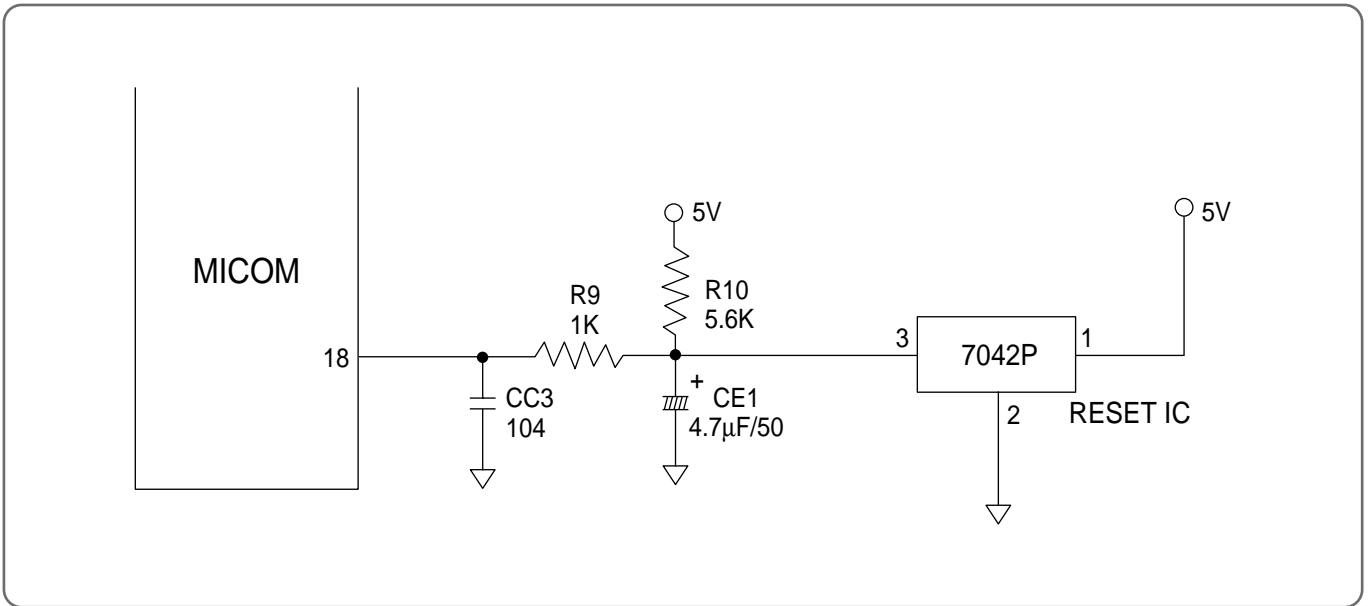 MICOM
18
R9
1K
CC3
104
5V
R10
5.6K
+
CE1
4.7μF/50
3
7042P
1
2
RESET IC
5V